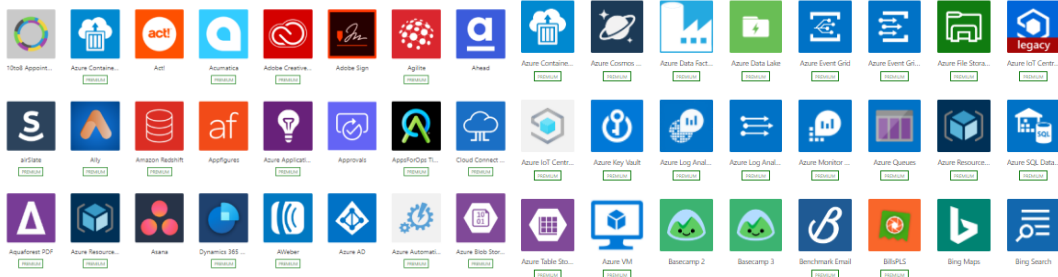 act!
a
10to8 Appoint...
Azure Containe...
PREMIUM
Act!
Acumatica
PREMIUM
Adobe Creative...
PREMIUM
Adobe Sign
Agilite
PREMIUM
Ahead
S
af
airSlate
PREMIUM
Ally
PREMIUM
Amazon Redshift
PREMIUM
Appfigures
Azure Applicati...
PREMIUM
Approvals
AppsForOps Ti...
PREMIUM
Cloud Connect ...
PREMIUM
10
01
Aquaforest PDF
PREMIUM
Azure Resource...
PREMIUM
Asana
Dynamics 365 ...
PREMIUM
AWeber
Azure AD
PREMIUM
Azure Automati...
PREMIUM
Azure Blob Stor...
PREMIUM
legacy
Azure Containe...
PREMIUM
Azure Cosmos ...
PREMIUM
Azure Data Fact...
PREMIUM
Azure Data Lake
PREMIUM
Azure Event Grid
PREMIUM
Azure Event Gri...
PREMIUM
Azure File Stora...
PREMIUM
Azure IoT Centr...
PREMIUM
SQL
Azure IoT Centr...
PREMIUM
Azure Key Vault
PREMIUM
Azure Log Anal...
PREMIUM
Azure Log Anal...
PREMIUM
Azure Monitor ...
PREMIUM
Azure Queues
PREMIUM
Azure Resource...
PREMIUM
Azure SQL Data...
PREMIUM
Azure Table Sto...
PREMIUM
Azure VM
PREMIUM
Basecamp 2
Basecamp 3
Benchmark Email
PREMIUM
BillsPLS
PREMIUM
Bing Maps
Bing Search